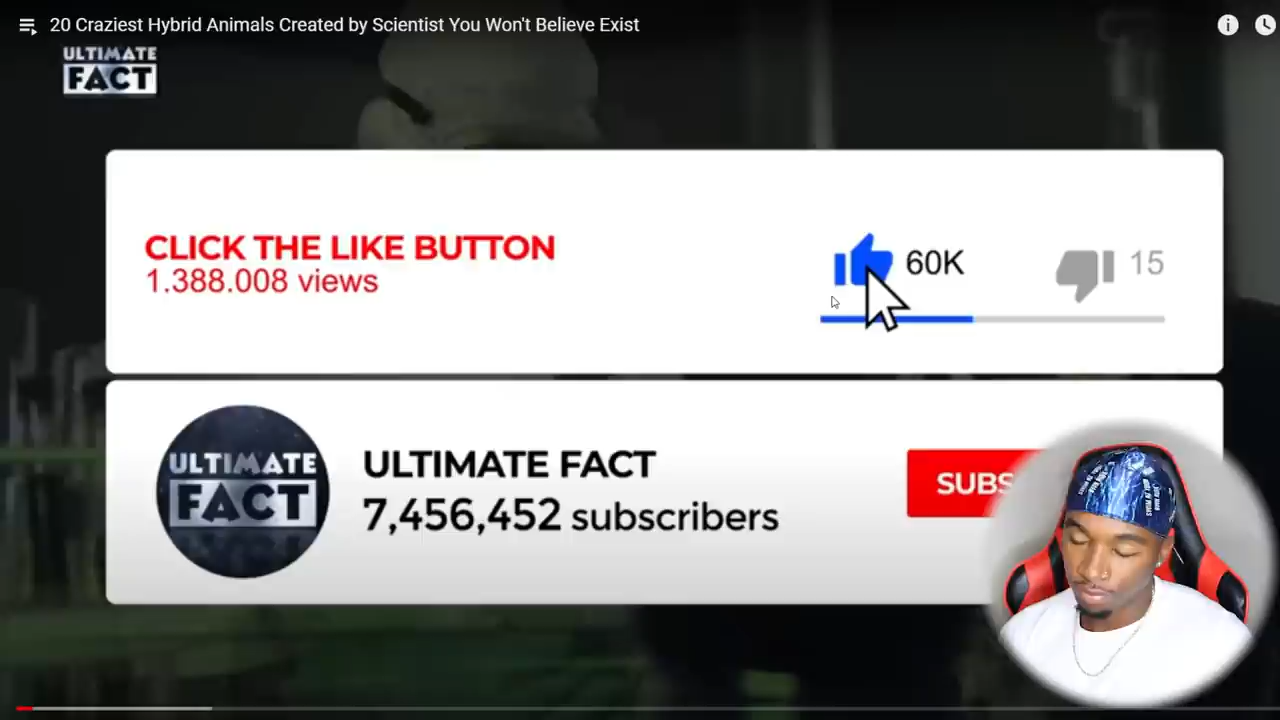 20 Craziest Hybrid Animals Created by Scientist You Won't Believe Exist
ULTIMATE
FACT
CLICK THE LIKE BUTTON
1.388.008 views
60K
15
ULTIMATE
FACT
ULTIMATE FACT
7,456,452 subscribers
SUBS